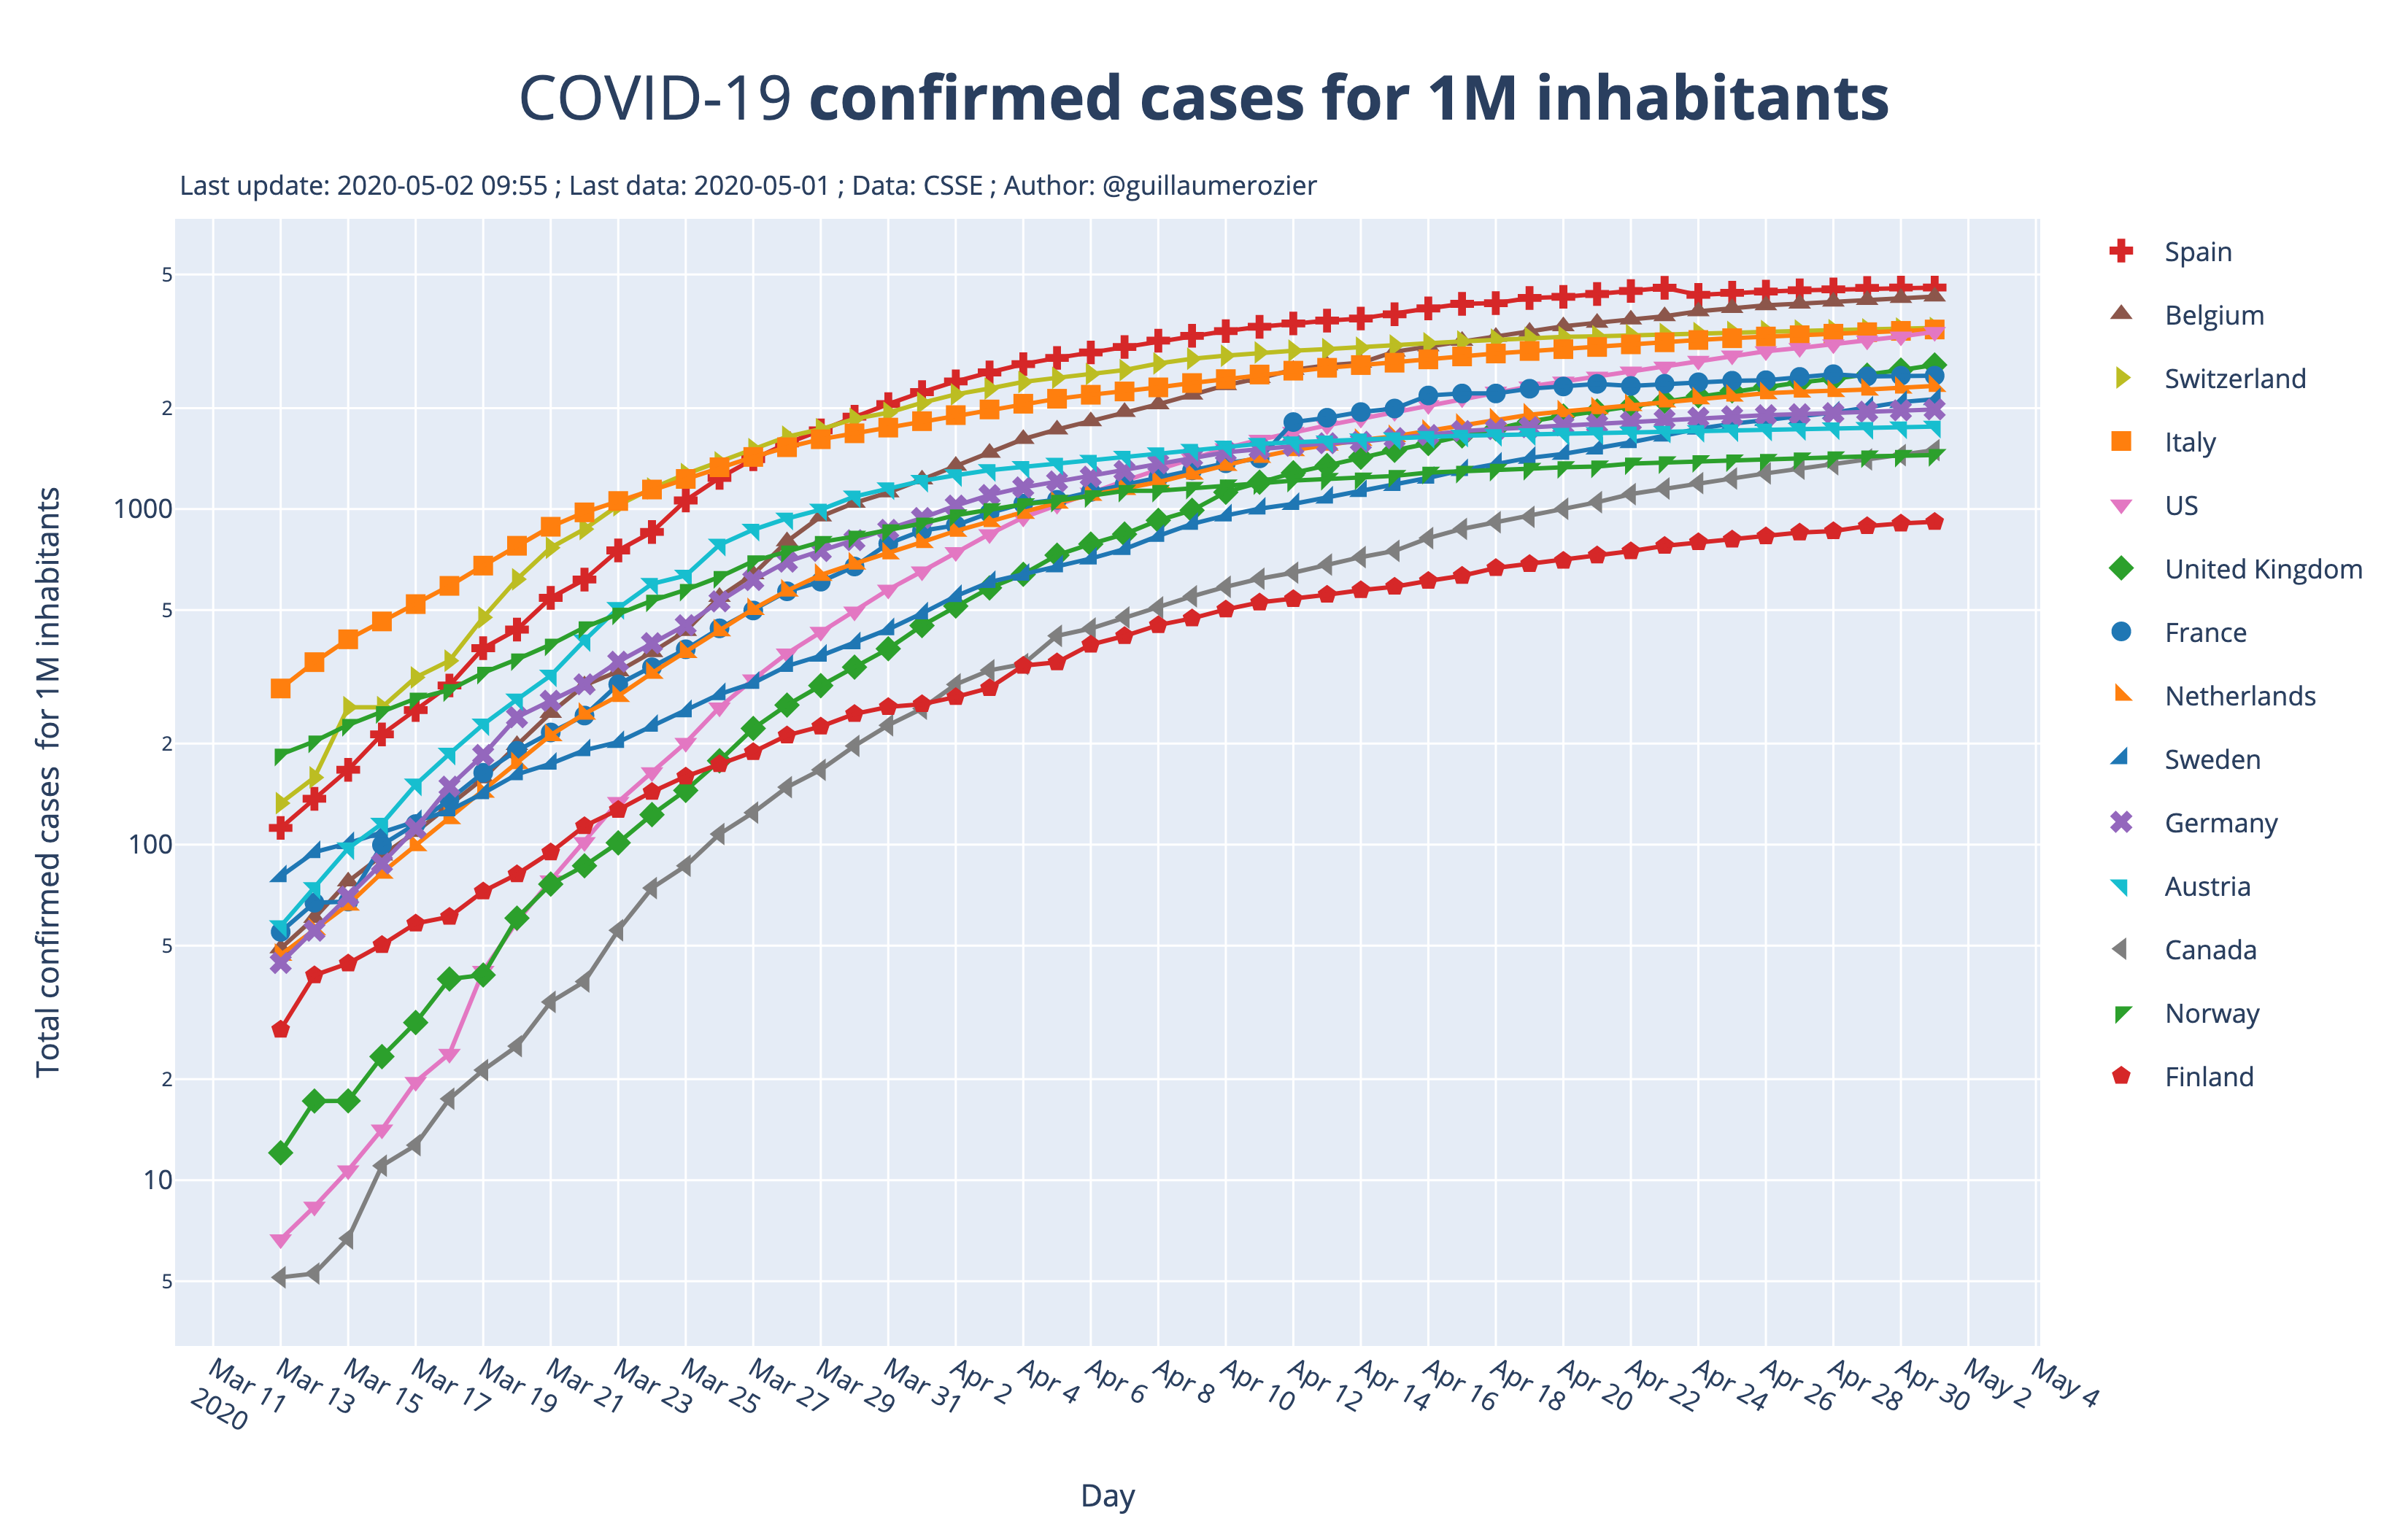 COVID-19 confirmed cases for 1M inhabitants
Last update: 2020-05-02 09:55 ; Last data: 2020-05-01 ; Data: CSSE ; Author: @guillaumerozier
Total confirmed cases for 1M inhabitants
5
2
1000
5
2
100
5
2
10
5
Mar 11
2020
Mar 13
Mar 15
Mar 17
Mar 19
Mar 21
Mar 23
Mar 25
Mar 27
Mar 29
Mar 31
Apr 2
Apr 4
Apr 6
Apr 8
Apr 10
Apr 12
Apr 14
Apr 16
Apr 18
Apr 20
Apr 22
Apr 24
Apr 26
Apr 28
Apr 30
May 2
May 4
Day
Spain
Belgium
Switzerland
Italy
US
United Kingdom
France
Netherlands
Sweden
Germany
Austria
Canada
Norway
Finland